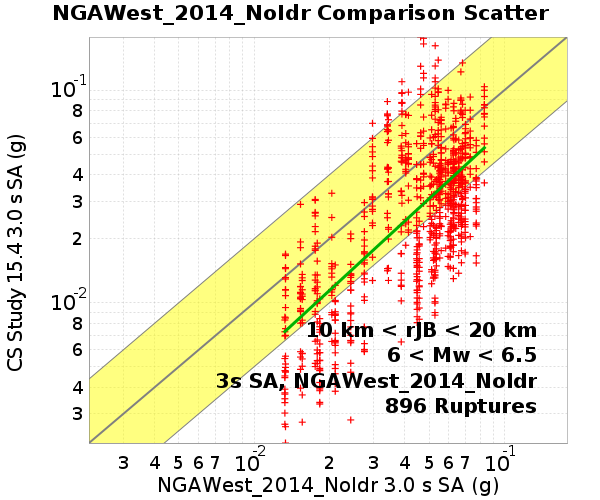 NGAWest_2014_NoIdr Comparison Scatter
CS Study 15.4 3.0 s SA (g)
10-1
8
6
4
3
2
10-2
8
6
4
3
10 km < rJB < 20 km
6 < Mw < 6.5
3s SA, NGAWest_2014_NoIdr
896 Ruptures
3 4 5 6 7 10-2 2 3 4 5 6 7 10-1
NGAWest_2014_NoIdr 3.0 s SA (g)